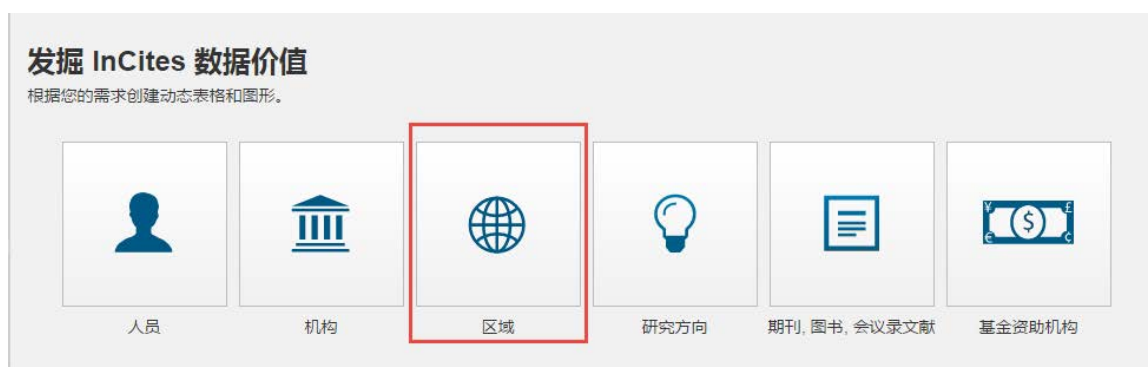 发掘 InCites 数据价值
根据您的需求创建动态表格和图形。
¥ £
$
€ ¢
人员 机构 区域 研究方向 期刊, 图书, 会议录文献 基金资助机构